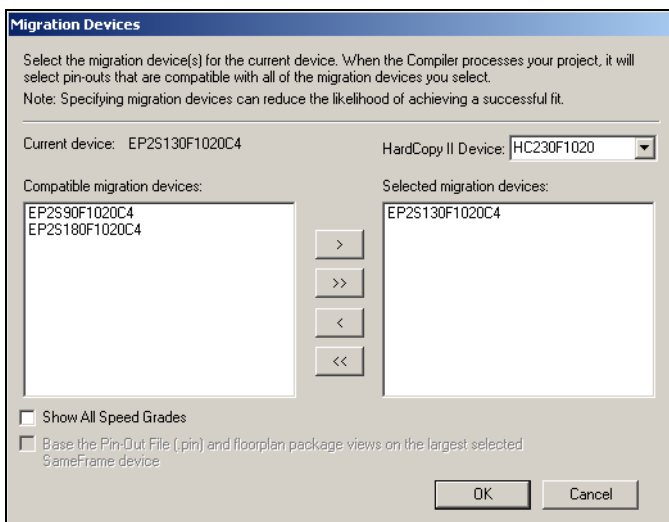 Migration Devices
Select the migration device(s) for the current device. When the Compiler processes your project, it will
select pin-outs that are compatible with all of the migration devices you select.
Note: Specifying migration devices can reduce the likelihood of achieving a successful fit.
Current device: EP2S130F1020C4
HardCopy II Device: HC230F1020
Compatible migration devices:
EP2S90F1020C4
EP2S180F1020C4
>
>>
<
<<
Selected migration devices:
EP2S130F1020C4
Show All Speed Grades
Base the Pin-Out File (.pin) and floorplan package views on the largest selected
SameFrame device
OK
Cancel